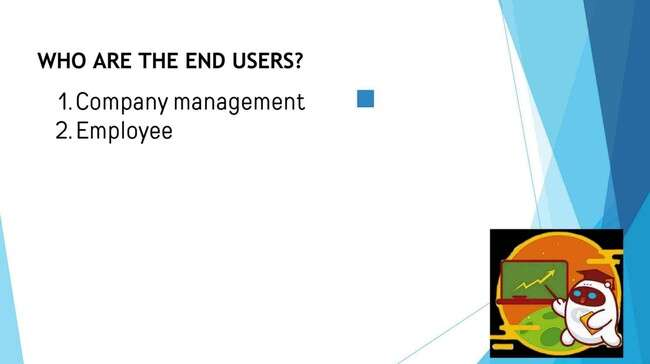 WHO ARE THE END USERS?
1. Company management
2. Employee